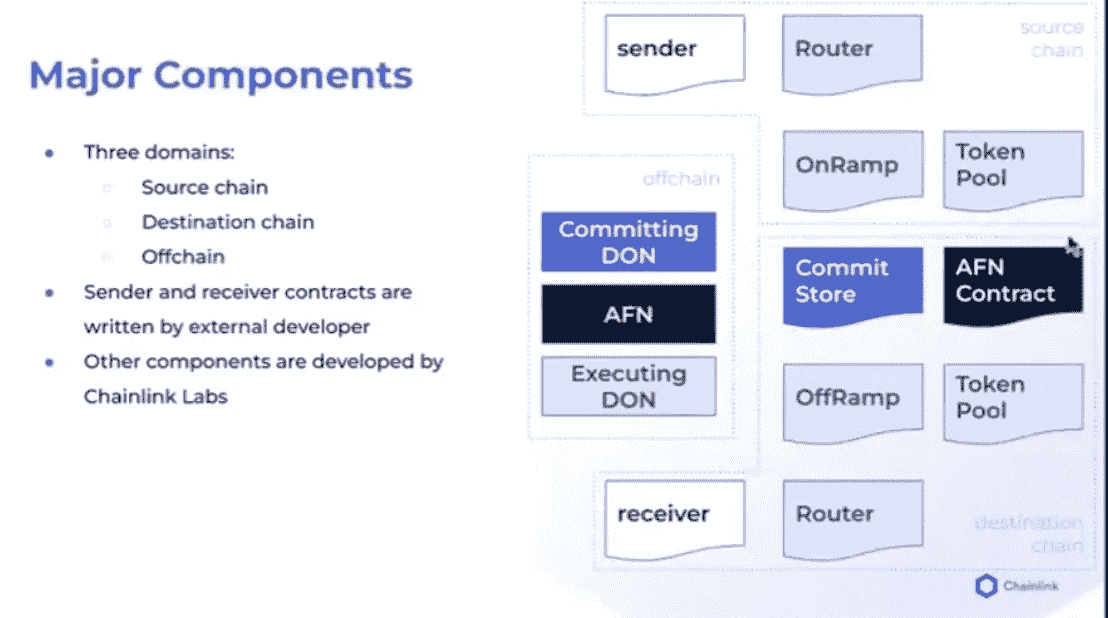 Major Components
Three domains:
Source chain
Destination chain
Offchain
Sender and receiver contracts are
written by external developer
Other components are developed by
Chainlink Labs
sender
Router
source
chain
OnRamp
Token
Pool
offchain
Committing
DON
AFN
Executing
DON
Commit
Store
AFN
Contract
OffRamp
Token
Pool
receiver
Router
destination
chain
Chainlink